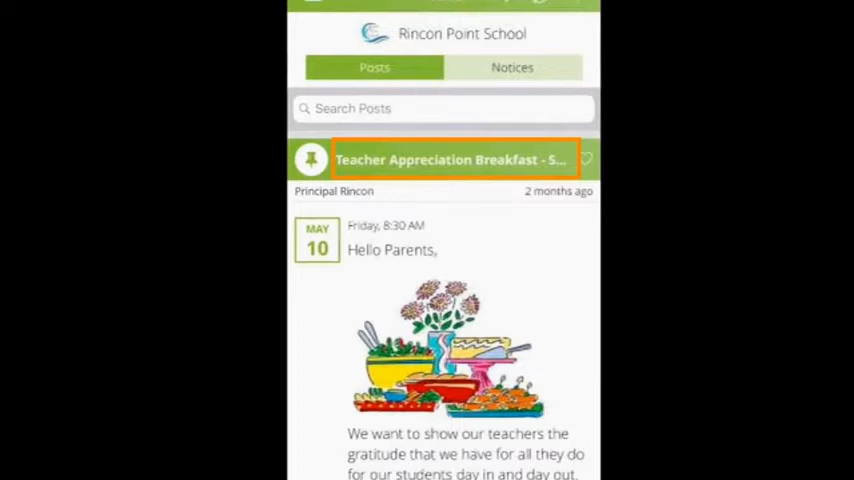 Rincon Point School
Posts
Notices
Search Posts
Teacher Appreciation Breakfast - S...
Principal Rincon
2 months ago
MAY
10
Friday, 8:30 AM
Hello Parents,
We want to show our teachers the
gratitude that we have for all they do
for our students day in and day out.